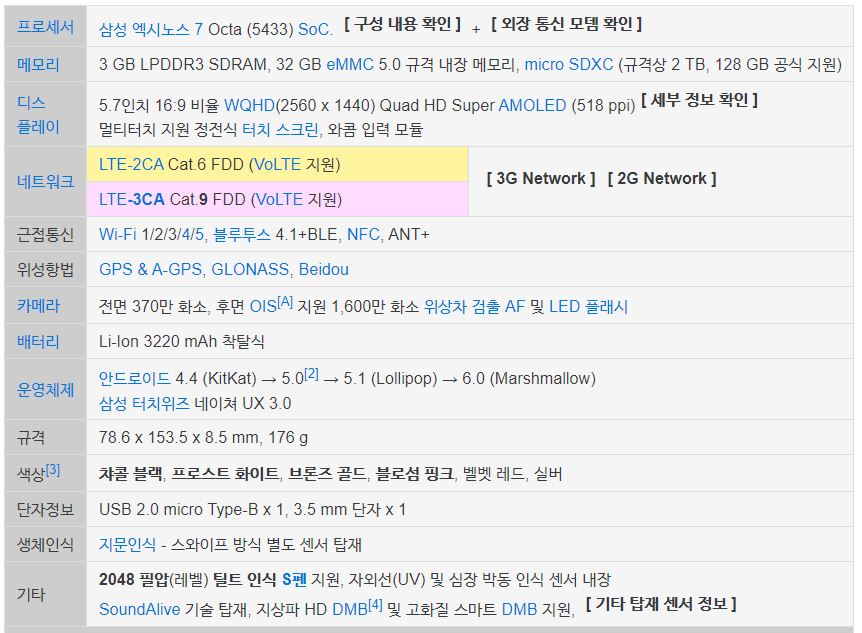 프로세서
삼성 엑시노스 7 Octa (5433) SoC. [ 구성 내용 확인 ] + [ 외장 통신 모뎀 확인 ]
메모리
3 GB LPDDR3 SDRAM, 32 GB eMMC 5.0 규격 내장 메모리, micro SDXC (규격상 2 TB, 128 GB 공식 지원)
디스
플레이
5.7인치 16:9 비율 WQHD(2560 x 1440) Quad HD Super AMOLED (518 ppi) [ 세부 정보 확인 ]
멀티터치 지원 정전식 터치 스크린, 와콤 입력 모듈
네트워크
LTE-2CA Cat.6 FDD (VoLTE 지원)
LTE-3CA Cat.9 FDD (VoLTE 지원)
[ 3G Network ] [ 2G Network ]
근접통신
Wi-Fi 1/2/3/4/5, 블루투스 4.1+BLE, NFC, ANT+
위성항법
GPS & A-GPS, GLONASS, Beidou
카메라
전면 370만 화소, 후면 OIS[A] 지원 1,600만 화소 위상차 검출 AF 및 LED 플래시
배터리
Li-Ion 3220 mAh 착탈식
운영체제
안드로이드 4.4 (KitKat) → 5.0[2] → 5.1 (Lollipop) → 6.0 (Marshmallow)
삼성 터치위즈 네이쳐 UX 3.0
규격
78.6 x 153.5 x 8.5 mm, 176 g
색상[3]
챠콜 블랙, 프로스트 화이트, 브론즈 골드, 블로섬 핑크, 벨벳 레드, 실버
단자정보
USB 2.0 micro Type-B x 1, 3.5 mm 단자 x 1
생체인식
지문인식 - 스와이프 방식 별도 센서 탑재
기타
2048 필압(레벨) 틸트 인식 S펜 지원, 자외선(UV) 및 심장 박동 인식 센서 내장
SoundAlive 기술 탑재, 지상파 HD DMB[4] 및 고화질 스마트 DMB 지원, [ 기타 탑재 센서 정보 ]